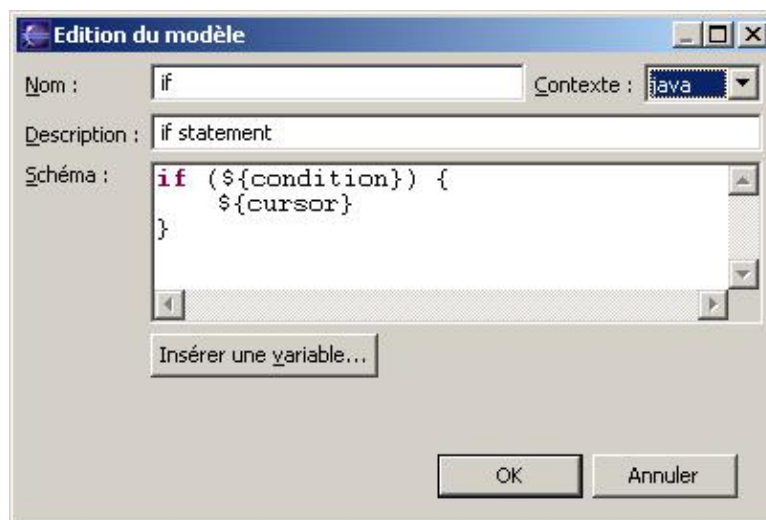 Edition du modèle
Nom : if Contexte : java
Description : if statement
Schéma : if (${condition}) {
${cursor}
}
Insérer une variable...
OK Annuler